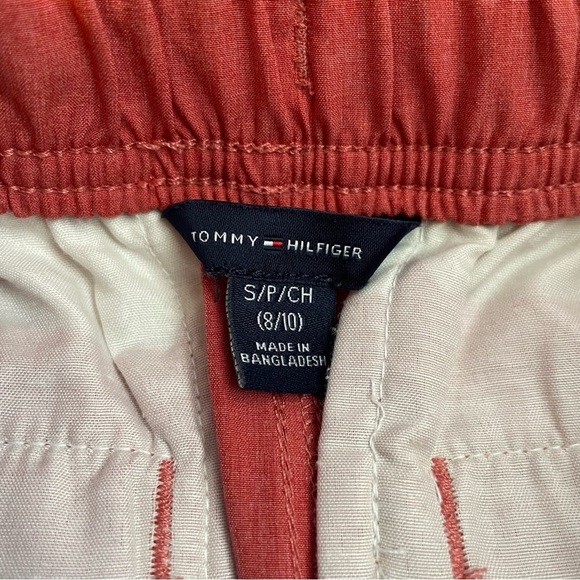 TOMMY HILFIGER
S/P/CH
(8/10)
MADE IN
BANGLADESH